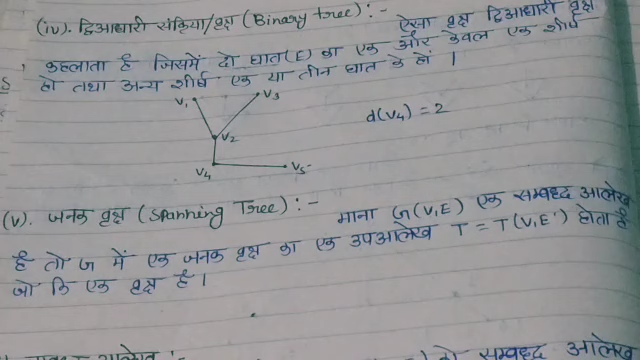 (iv). द्विआधारी संक्रिया/वृक्ष (Binary tree) : - ऐसा वृक्ष द्विआधारी वृक्ष
कहलाता है जिसमें दो घात(E) का एक और केवल एक शीर्ष
हो तथा अन्य शीर्ष एक या तीन घात के हों ।
V1 V3
d(V4) = 2
V2
V4 V5
(v). जनक वृक्ष (Spanning Tree) : - माना G(V,E) एक सम्बद्ध आलेख
है तो G में एक जनक वृक्ष का एक उपआलेख T = T(V,E') होता है
जो कि एक वृक्ष है ।
सम्बद्ध आलेख